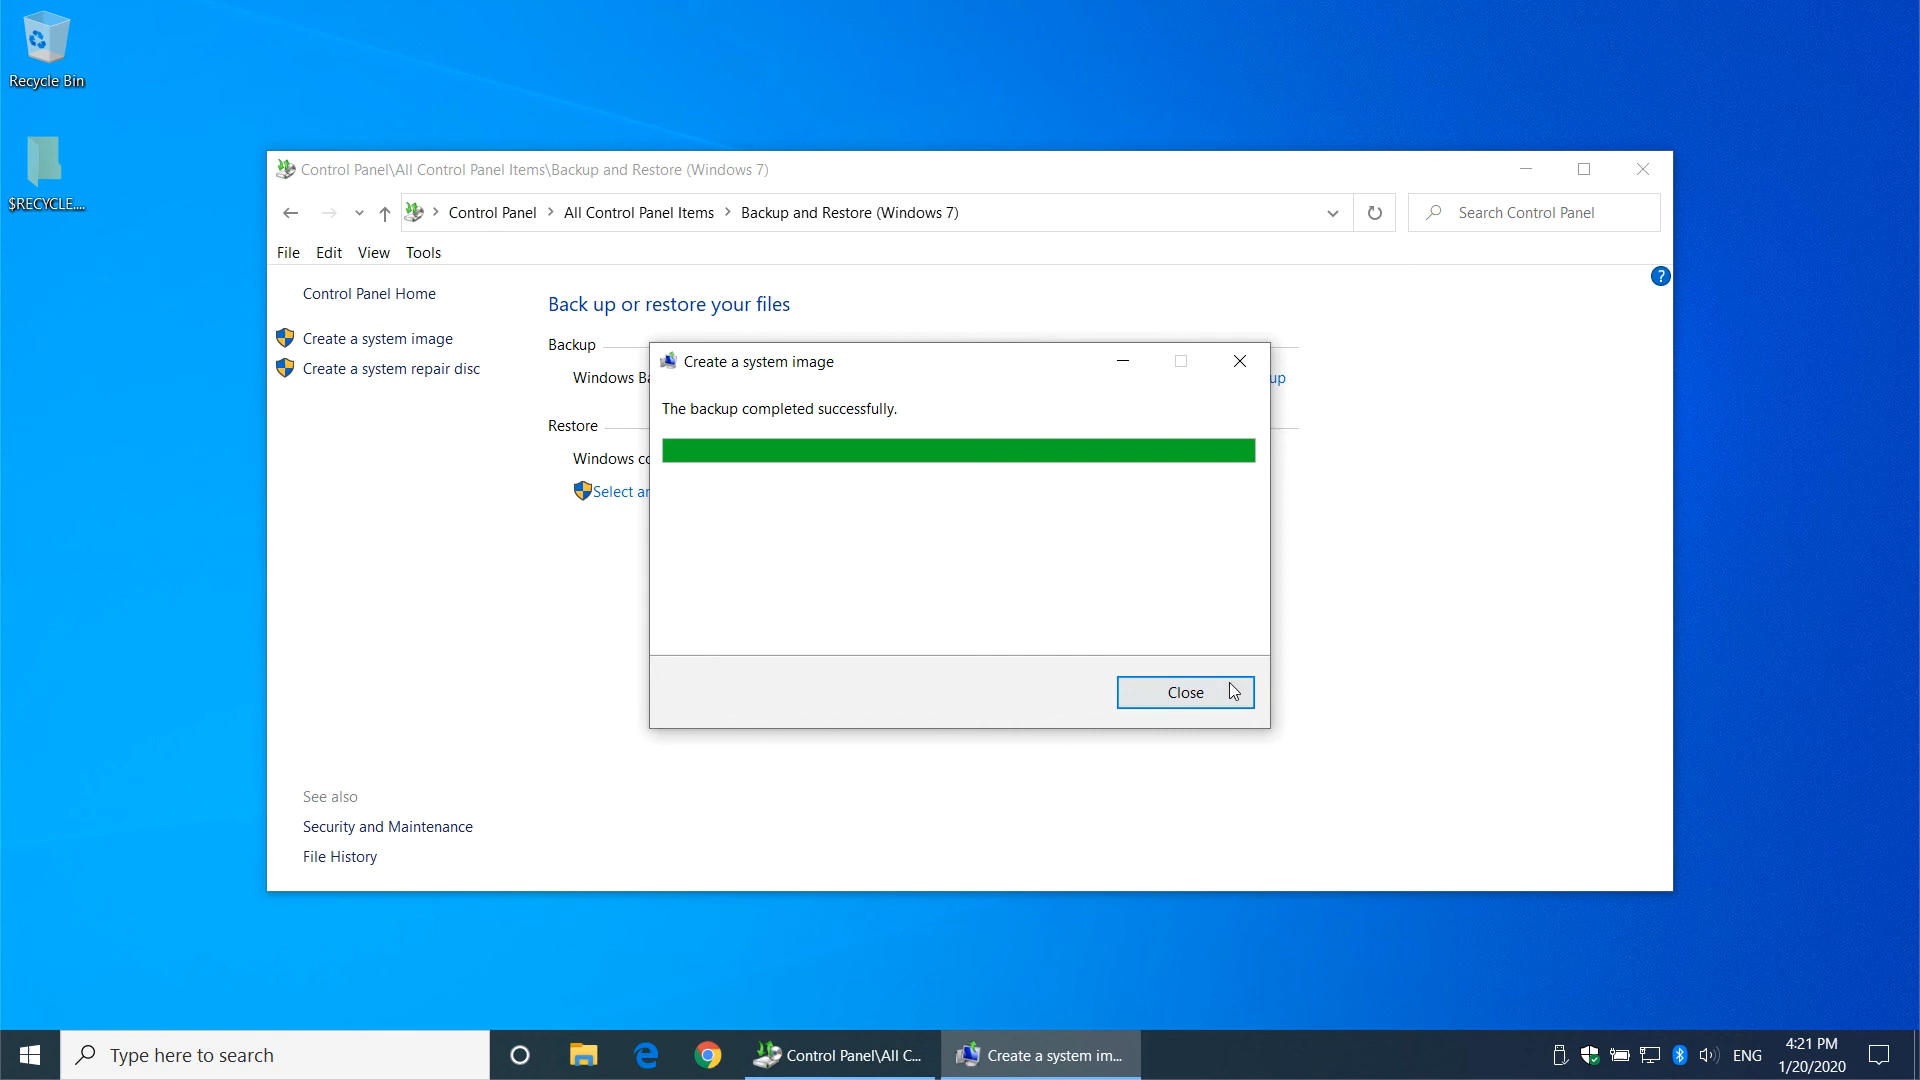 Recycle Bin
$RECYCLE....
Control Panel\All Control Panel Items\Backup and Restore (Windows 7)
Control Panel > All Control Panel Items > Backup and Restore (Windows 7)
Search Control Panel
File Edit View Tools
?
Control Panel Home
Create a system image
Create a system repair disc
Back up or restore your files
Backup
Windows Ba
up
Restore
Windows co
Select an
Create a system image
The backup completed successfully.
Close
See also
Security and Maintenance
File History
Type here to search
Control Panel\All C...
Create a system im...
ENG
4:21 PM
1/20/2020